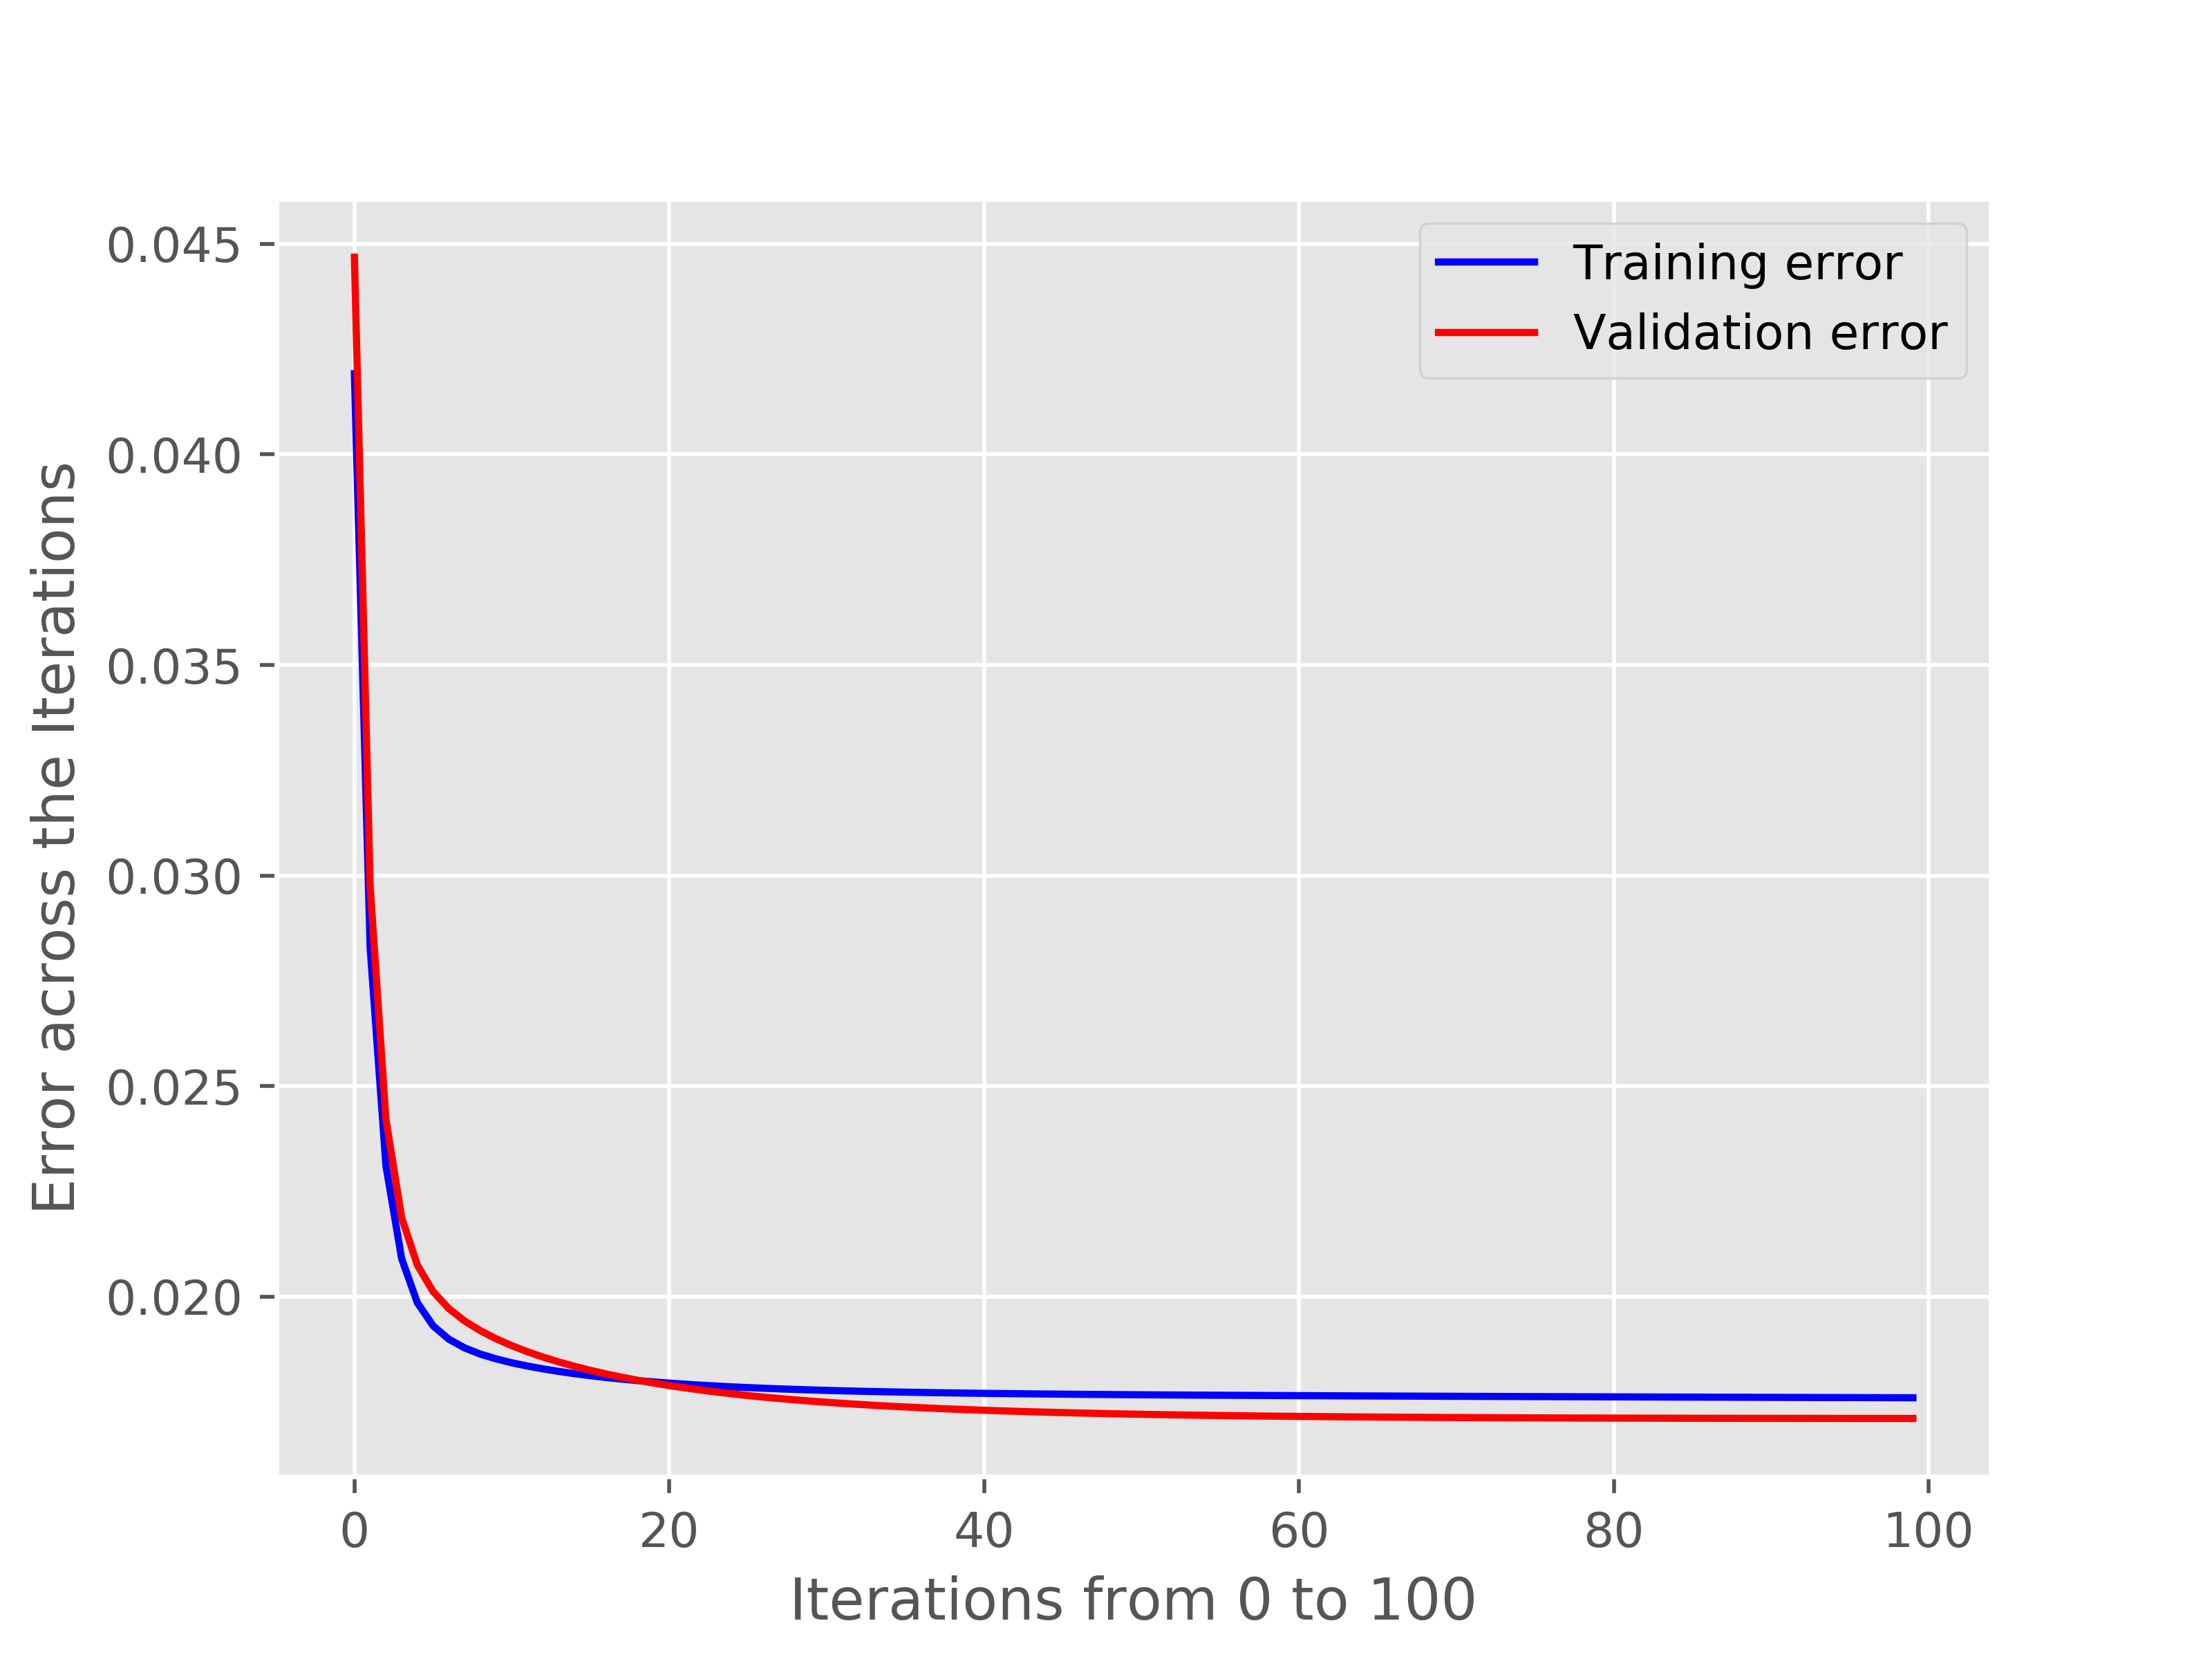 0.045
0.040
0.035
0.030
0.025
0.020
Error across the Iterations
Training error
Validation error
0 20 40 60 80 100
Iterations from 0 to 100